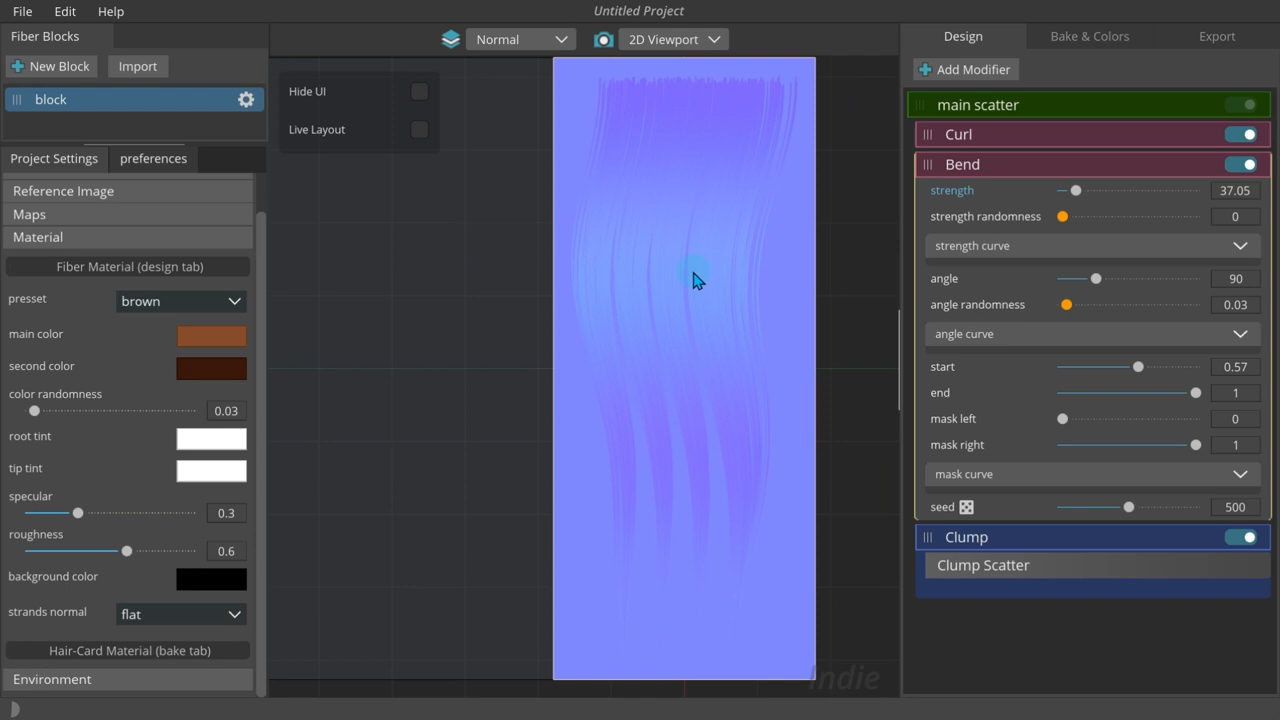 File Edit Help
Untitled Project
Fiber Blocks
New Block Import
block
Project Settings preferences
Reference Image
Maps
Material
Fiber Material (design tab)
presset brown
main color
second color
color randomness
0.03
root tint
tip tint
specular
0.3
roughness
0.6
background color
strands normal flat
Hair-Card Material (bake tab)
Environment
Normal 2D Viewport
Hide UI
Live Layout
Indie
Design Bake & Colors Export
Add Modifier
main scatter
Curl
Bend
strength 37.05
strength randomness 0
strength curve
angle 90
angle randomness 0.03
angle curve
start 0.57
end 1
mask left 0
mask right 1
mask curve
seed 500
Clump
Clump Scatter